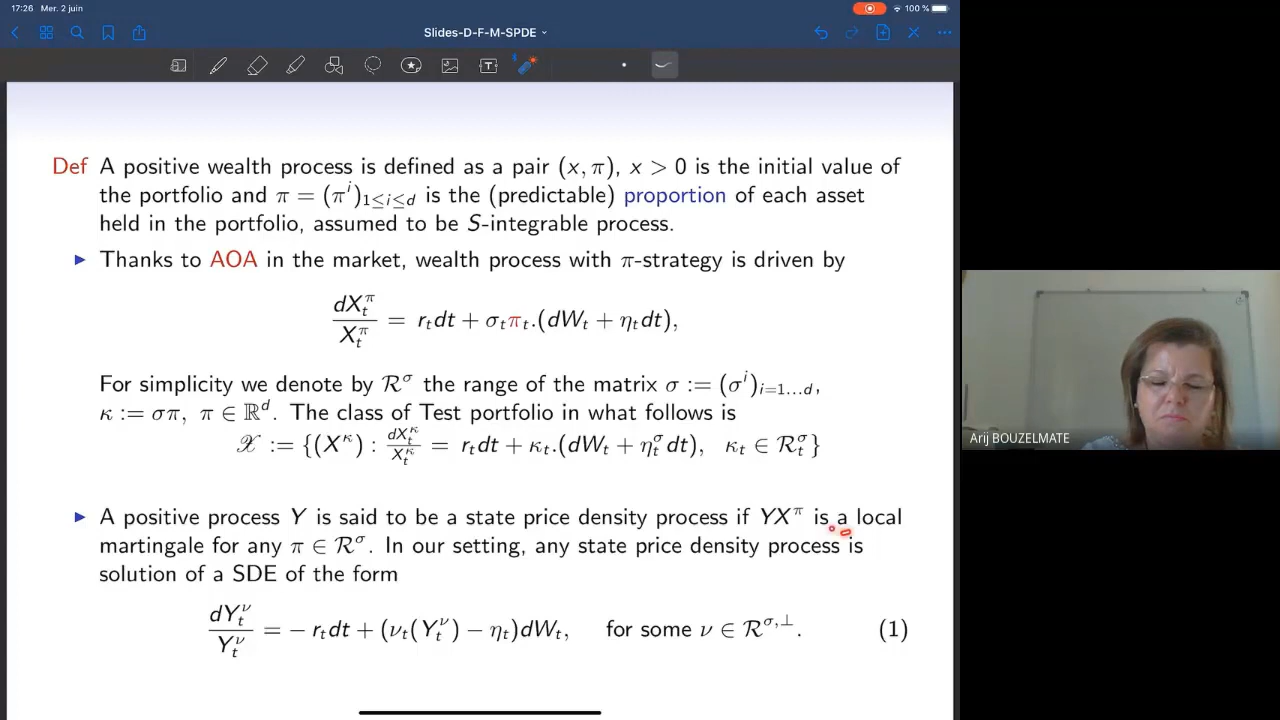 17:26 Mer. 2 juin
100 %
Slides-D-F-M-SPDE
Def A positive wealth process is defined as a pair (x, π), x > 0 is the initial value of
the portfolio and π = (πⁱ)₁≤i≤d is the (predictable) proportion of each asset
held in the portfolio, assumed to be S-integrable process.
▶ Thanks to AOA in the market, wealth process with π-strategy is driven by
dX_t^π / X_t^π = r_t dt + σ_t π_t.(dW_t + η_t dt),
For simplicity we denote by ℛ^σ the range of the matrix σ := (σ^i)_{i=1...d},
κ := σπ, π ∈ ℝ^d. The class of Test portfolio in what follows is
𝒳 := {(X^κ) : dX_t^κ / X_t^κ = r_t dt + κ_t.(dW_t + η_t^σ dt), κ_t ∈ ℛ_t^σ}
▶ A positive process Y is said to be a state price density process if YX^π is a local
martingale for any π ∈ ℛ^σ. In our setting, any state price density process is
solution of a SDE of the form
dY_t^ν / Y_t^ν = − r_t dt + (ν_t(Y_t^ν) − η_t)dW_t, for some ν ∈ ℛ^{σ,⊥}. (1)
Arij BOUZELMATE